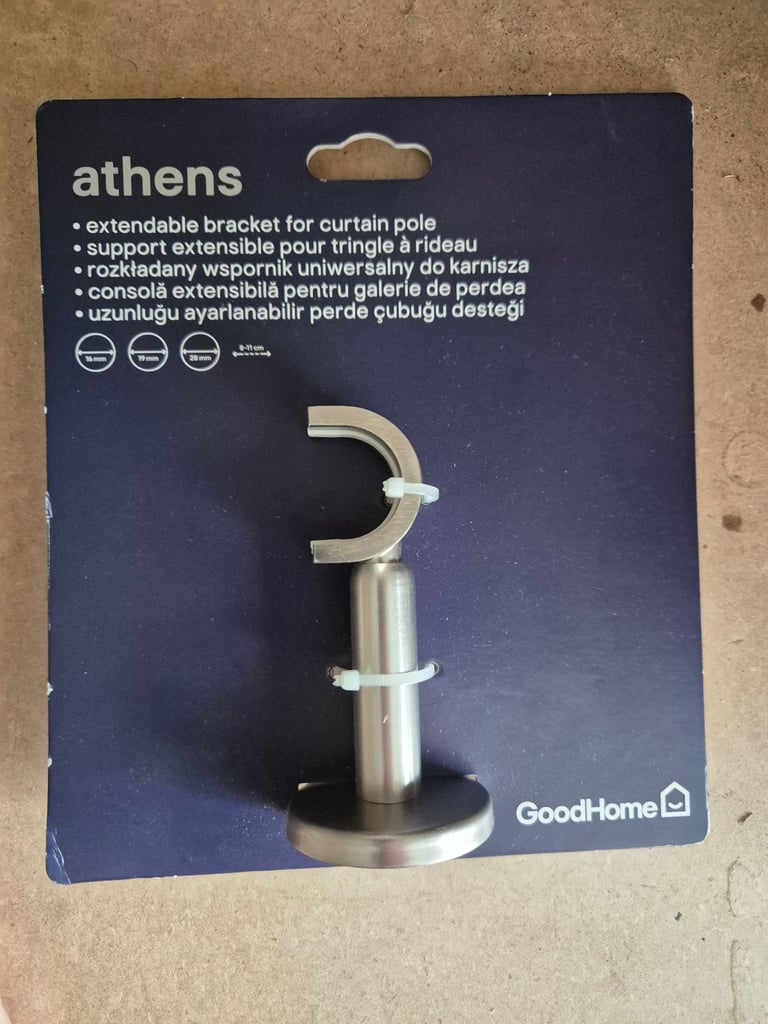 athens
• extendable bracket for curtain pole
• support extensible pour tringle à rideau
• rozkładany wspornik uniwersalny do karnisza
• consolă extensibilă pentru galerie de perdea
• uzunluğu ayarlanabilir perde çubuğu desteği
16 mm 19 mm 28 mm 8-11 cm
GoodHome